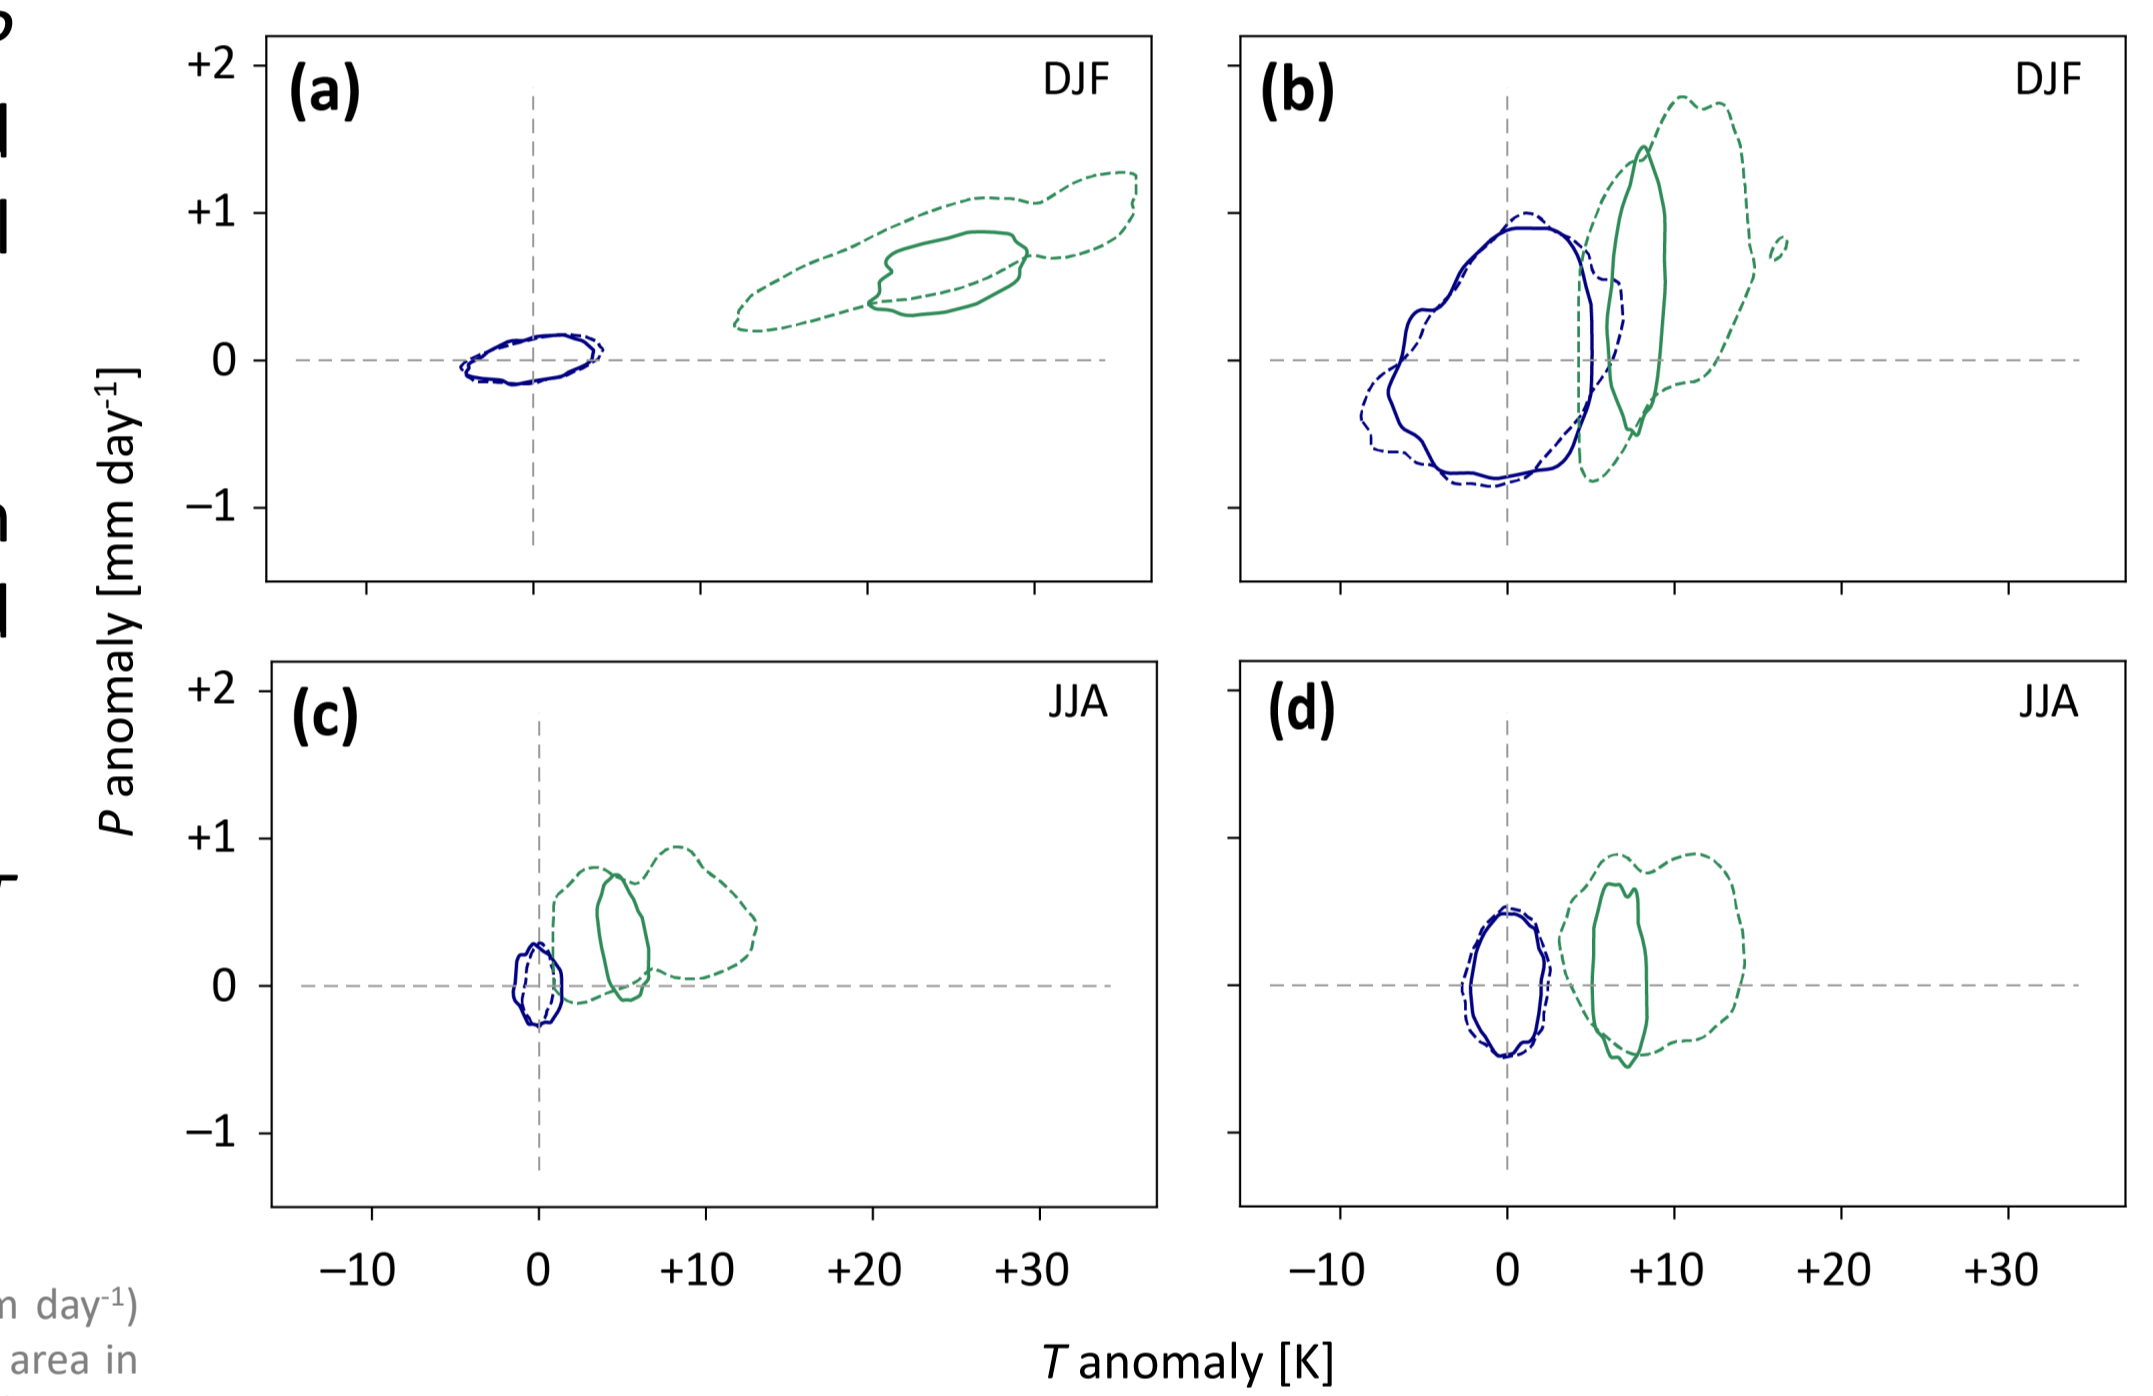 (a)
DJF
(b)
DJF
+2
+1
0
−1
(c)
JJA
(d)
JJA
+2
+1
0
−1
P anomaly [mm day-1]
−10 0 +10 +20 +30
−10 0 +10 +20 +30
T anomaly [K]
day-1)
area in